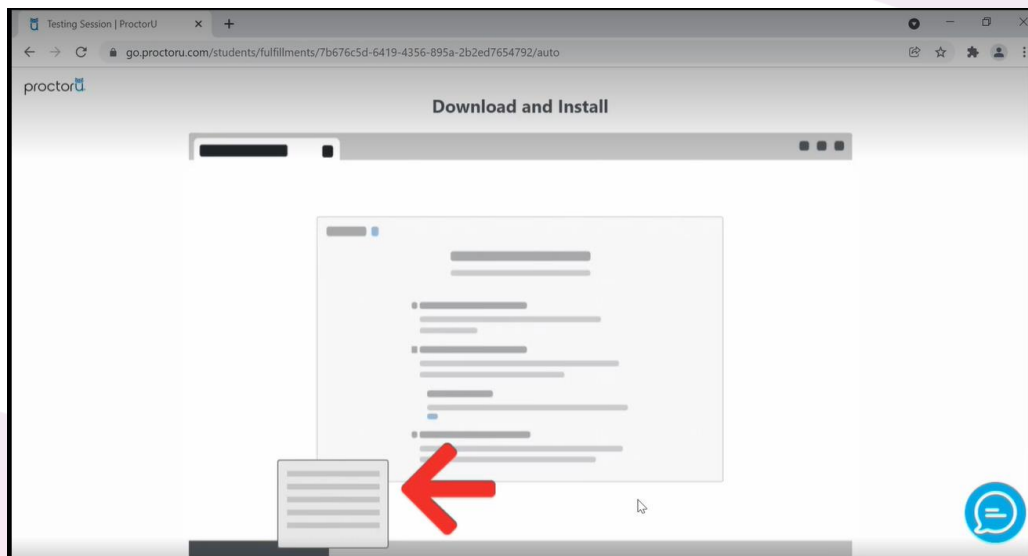 Testing Session | ProctorU
go.proctoru.com/students/fulfillments/7b676c5d-6419-4356-895a-2b2ed7654792/auto
proctorU
Download and Install